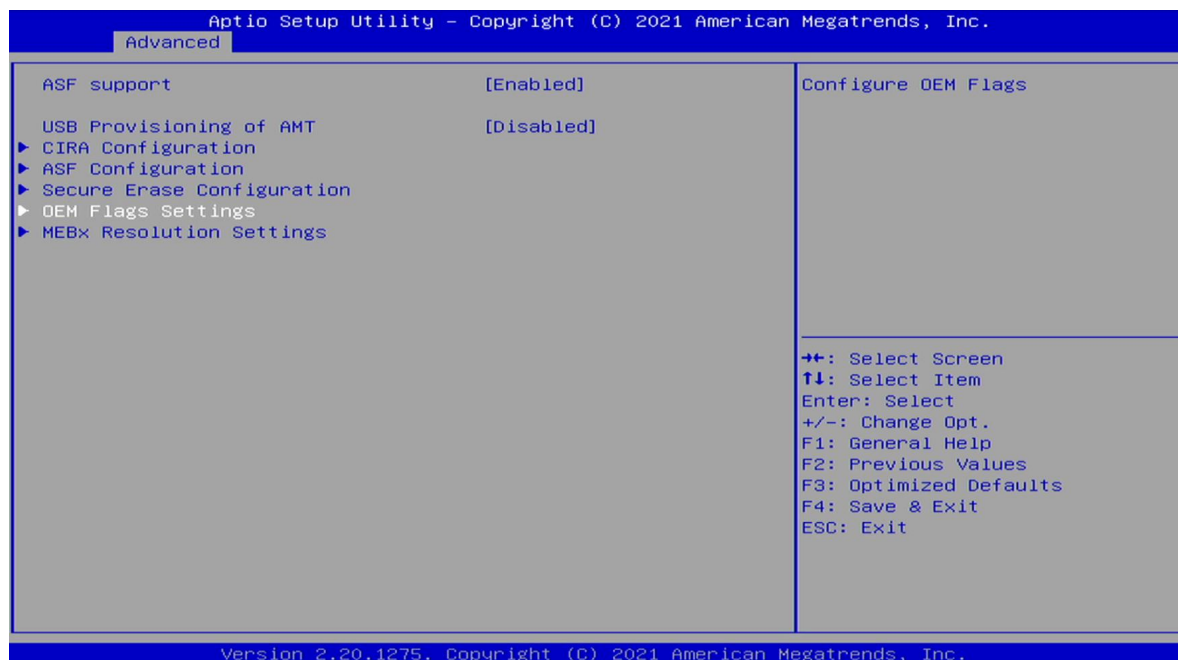 Aptio Setup Utility – Copyright (C) 2021 American Megatrends, Inc.
Advanced
ASF support [Enabled]
USB Provisioning of AMT [Disabled]
▶ CIRA Configuration
▶ ASF Configuration
▶ Secure Erase Configuration
▶ OEM Flags Settings
▶ MEBx Resolution Settings
Configure OEM Flags
→←: Select Screen
↑↓: Select Item
Enter: Select
+/-: Change Opt.
F1: General Help
F2: Previous Values
F3: Optimized Defaults
F4: Save & Exit
ESC: Exit
Version 2.20.1275. Copyright (C) 2021 American Megatrends, Inc.